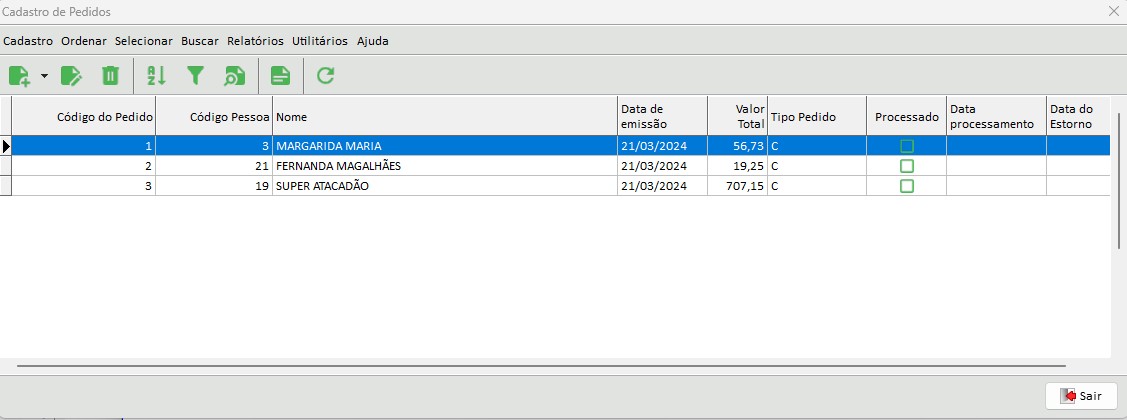 Cadastro de Pedidos
Cadastro Ordenar Selecionar Buscar Relatórios Utilitários Ajuda
Código do Pedido Código Pessoa Nome Data de emissão Valor Total Tipo Pedido Processado Data processamento Data do Estorno
1 3 MARGARIDA MARIA 21/03/2024 56,73 C
2 21 FERNANDA MAGALHÃES 21/03/2024 19,25 C
3 19 SUPER ATACADÃO 21/03/2024 707,15 C
Sair